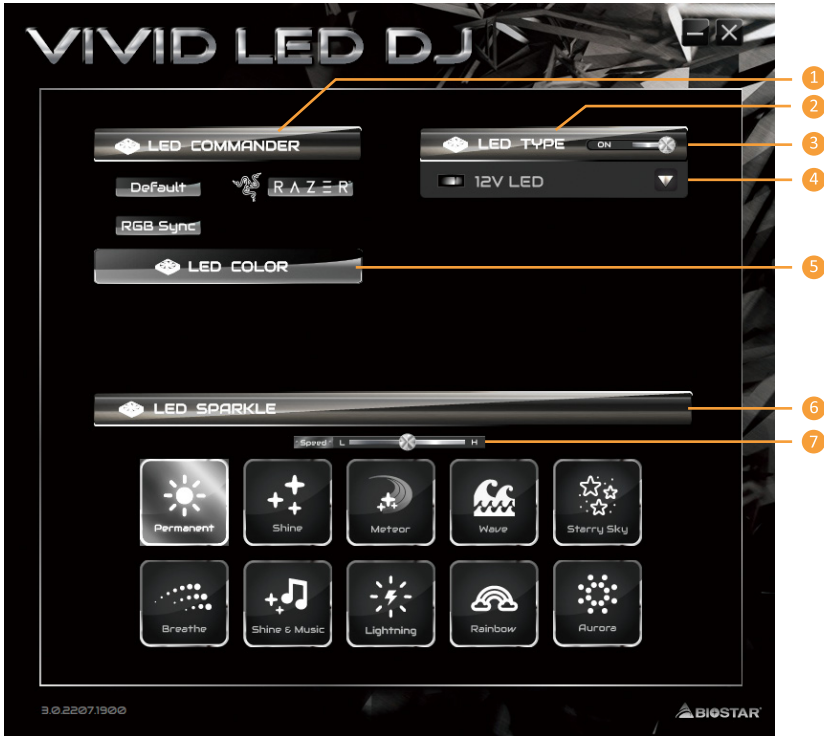 VIVID LED DJ
1
2
LED COMMANDER
LED TYPE ON
3
Default RAZER
12V LED
4
RGB Sync
LED COLOR
5
LED SPARKLE
6
Speed L H
7
Permanent Shine Meteor Wave Starry Sky
Breathe Shine & Music Lightning Rainbow Aurora
3.0.2207.1900
BIOSTAR